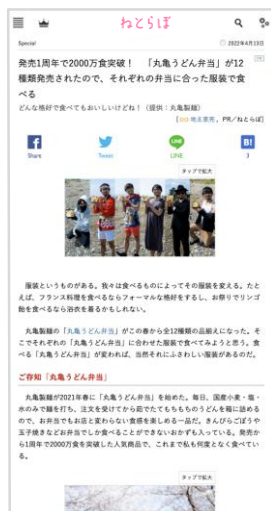 ねとらぼ
Special
2022年4月13日
発売1周年で2000万食突破！　「丸亀うどん弁当」が12
種類発売されたので、それぞれの弁当に合った服装で食
べる
どんな格好で食べてもおいしいけどね！（提供：丸亀製麺）
[地主恵亮，PR／ねとらぼ]
Share
Tweet
LINE
3
タップで拡大
服装というものがある。我々は食べるものによってその服装を変える。たと
えば、フランス料理を食べるならフォーマルな格好をするし、お祭りでリンゴ
飴を食べるなら浴衣を着るかもしれない。
丸亀製麺の「丸亀うどん弁当」がこの春から全12種類の品揃えになった。そ
こでそれぞれの「丸亀うどん弁当」に合わせた服装で食べてみようと思う。食
べる「丸亀うどん弁当」が変われば、当然それにふさわしい服装があるのだ。
ご存知「丸亀うどん弁当」
丸亀製麺が2021年春に「丸亀うどん弁当」を始めた。毎日、国産小麦・塩・
水のみで麺を打ち、注文を受けてから茹でたてもちもちのうどんを箱に詰める
ので、お弁当でもお店と変わらない食感を楽しめる一品だ。きんぴらごぼうや
玉子焼きなどお弁当でしか食べることができないおかずも入っている。発売か
ら1周年で2000万食を突破した人気商品で、これまで私も何度となく食べてい
る。
タップで拡大